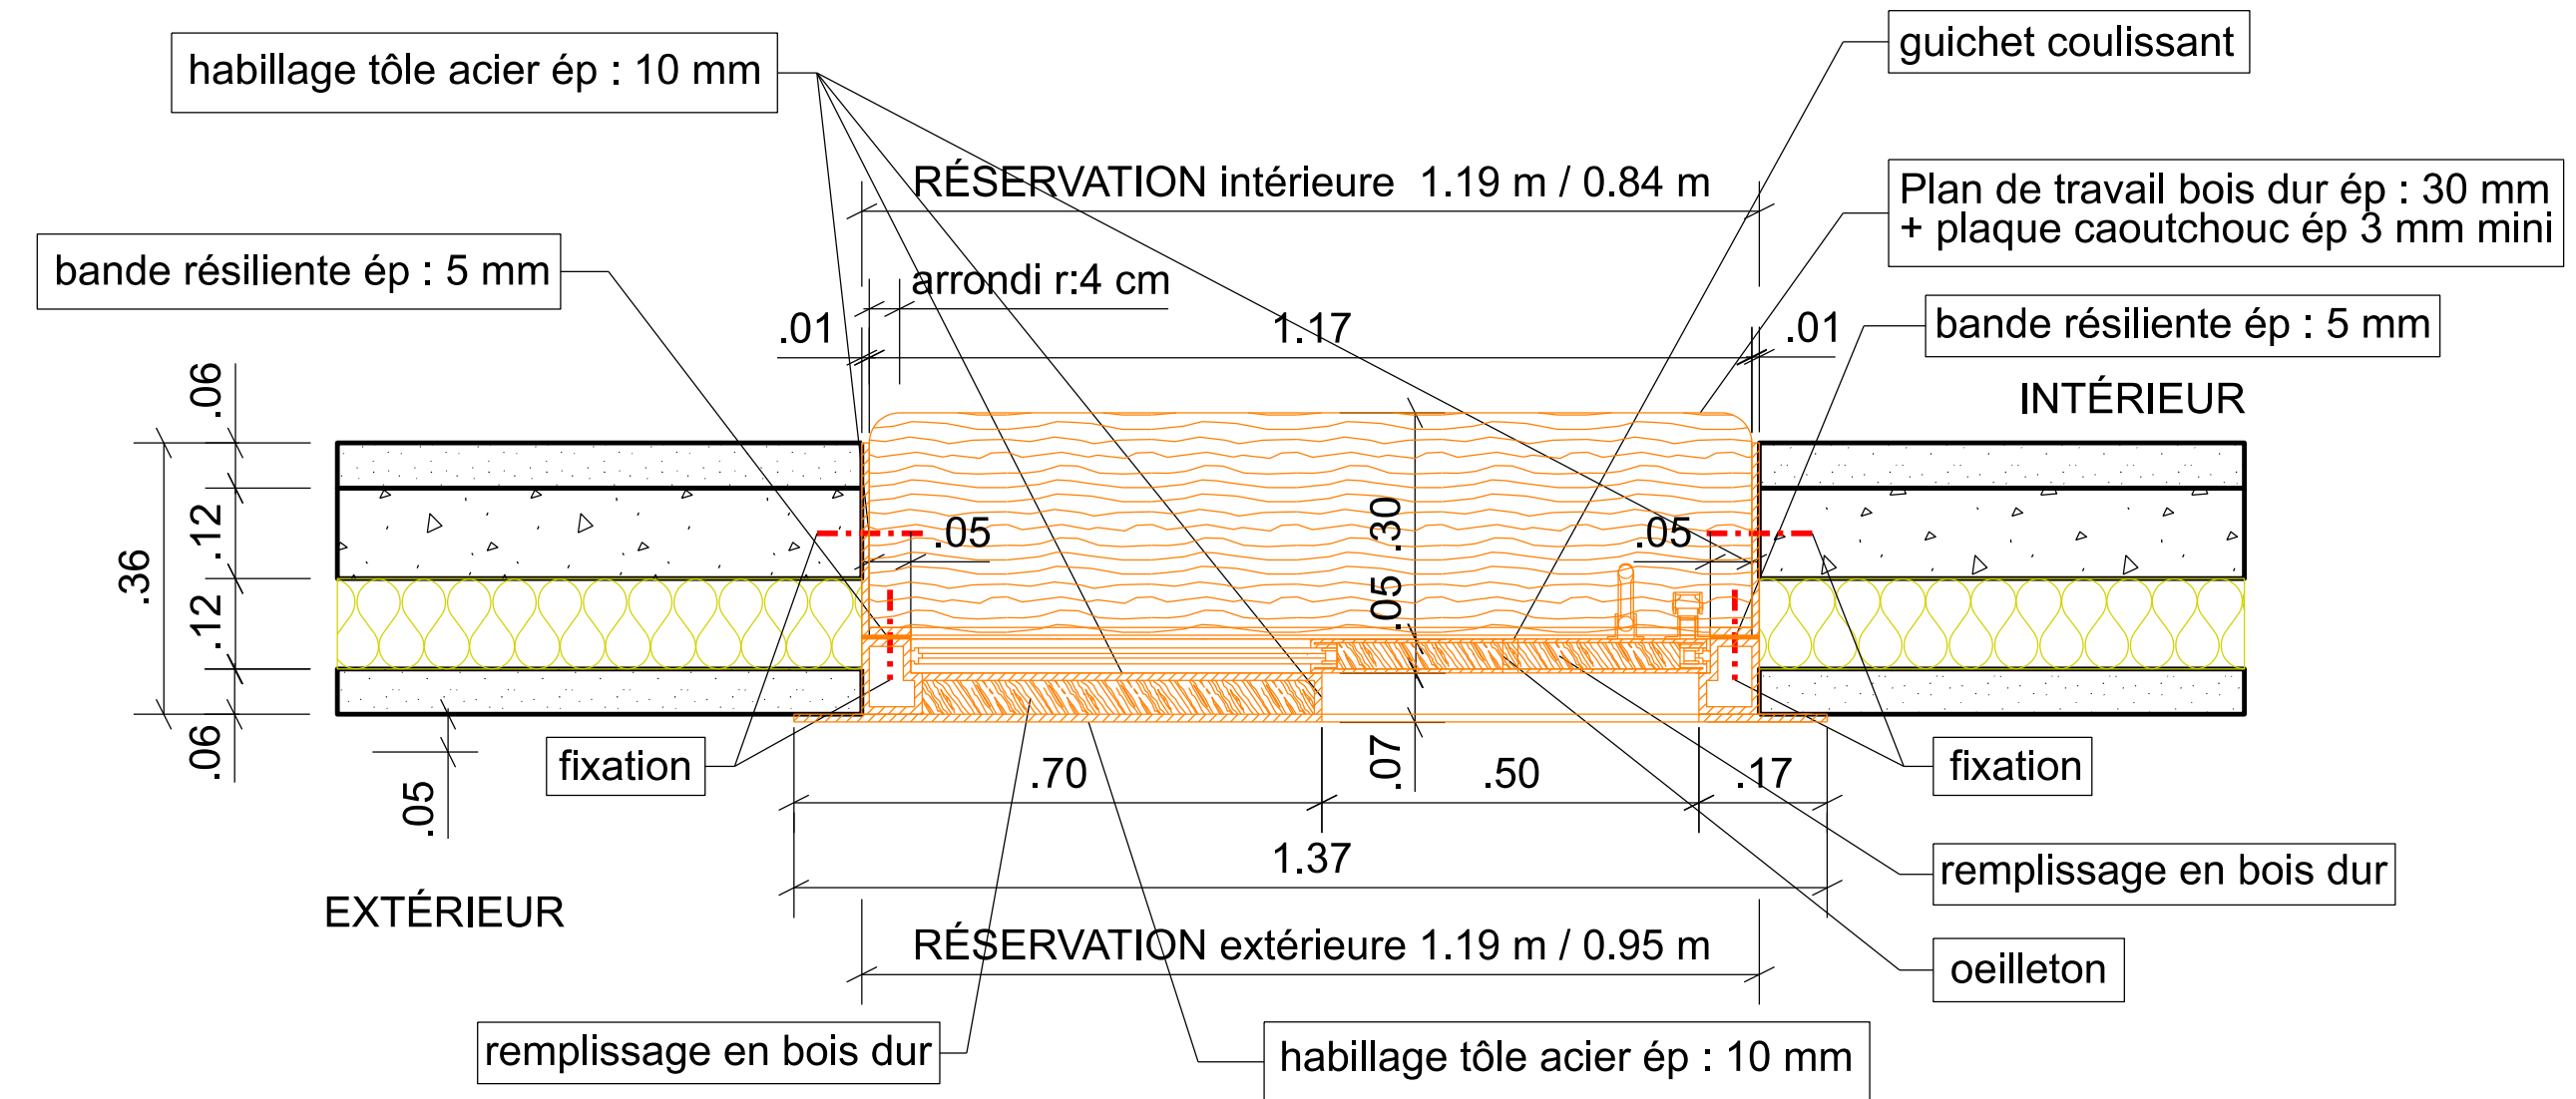 guichet coulissant
habillage tôle acier ép : 10 mm
RÉSERVATION intérieure 1.19 m / 0.84 m
Plan de travail bois dur ép : 30 mm
+ plaque caoutchouc ép 3 mm mini
bande résiliente ép : 5 mm
arrondi r:4 cm
.01
1.17
.01
bande résiliente ép : 5 mm
INTÉRIEUR
.06
.12
.36
.12
.06
.05
.05
.30
.05
.05
.07
fixation
.70
.50
.17
fixation
1.37
remplissage en bois dur
EXTÉRIEUR
RÉSERVATION extérieure 1.19 m / 0.95 m
oeilleton
remplissage en bois dur
habillage tôle acier ép : 10 mm